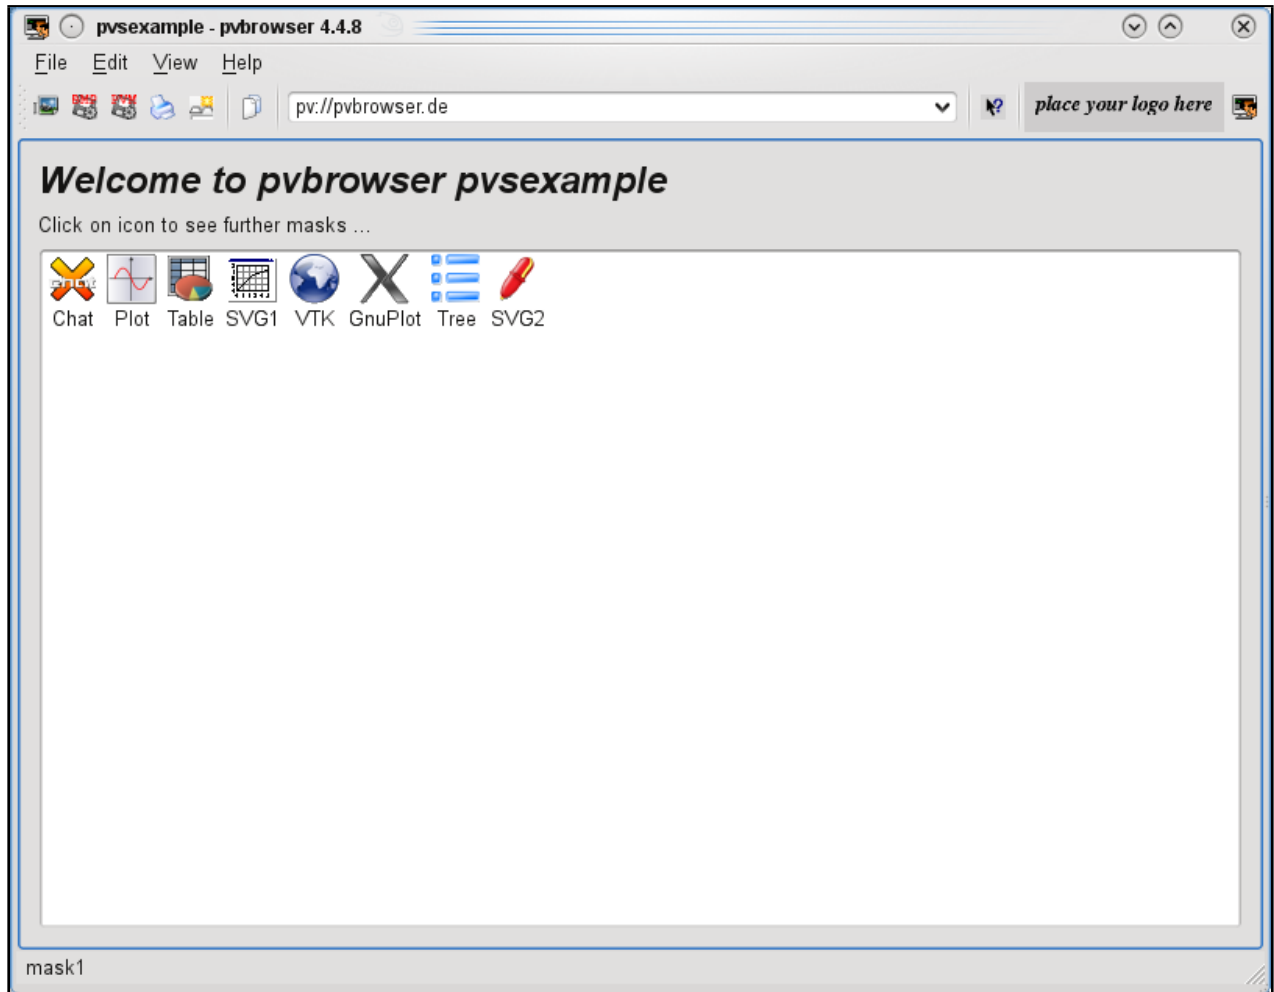 pvsexample - pvbrowser 4.4.8
File Edit View Help
pv://pvbrowser.de
place your logo here
Welcome to pvbrowser pvsexample
Click on icon to see further masks ...
chat
Chat Plot Table SVG1 VTK GnuPlot Tree SVG2
mask1